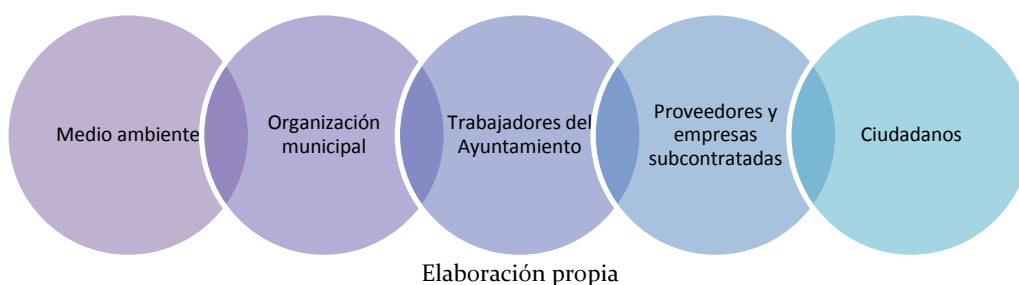 Medio ambiente
Organización
municipal
Trabajadores del
Ayuntamiento
Proveedores y
empresas
subcontratadas
Ciudadanos
Elaboración propia